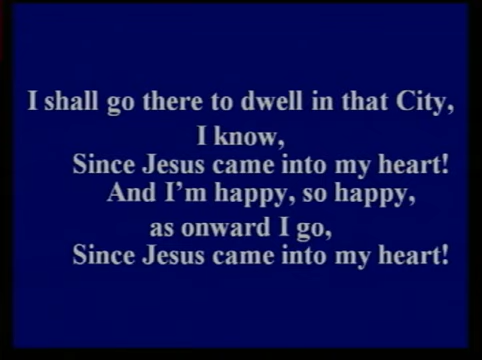 I shall go there to dwell in that City,
I know,
Since Jesus came into my heart!
And I’m happy, so happy,
as onward I go,
Since Jesus came into my heart!